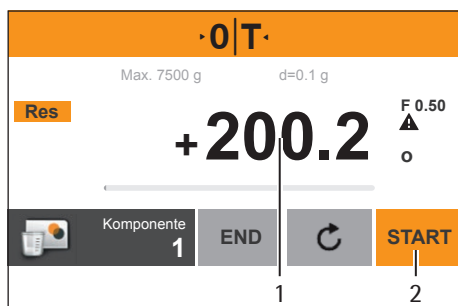 0|T
Max. 7500 g d=0.1 g
Res
F 0.50
+200.2
o
Komponente
1
END
START
1 2